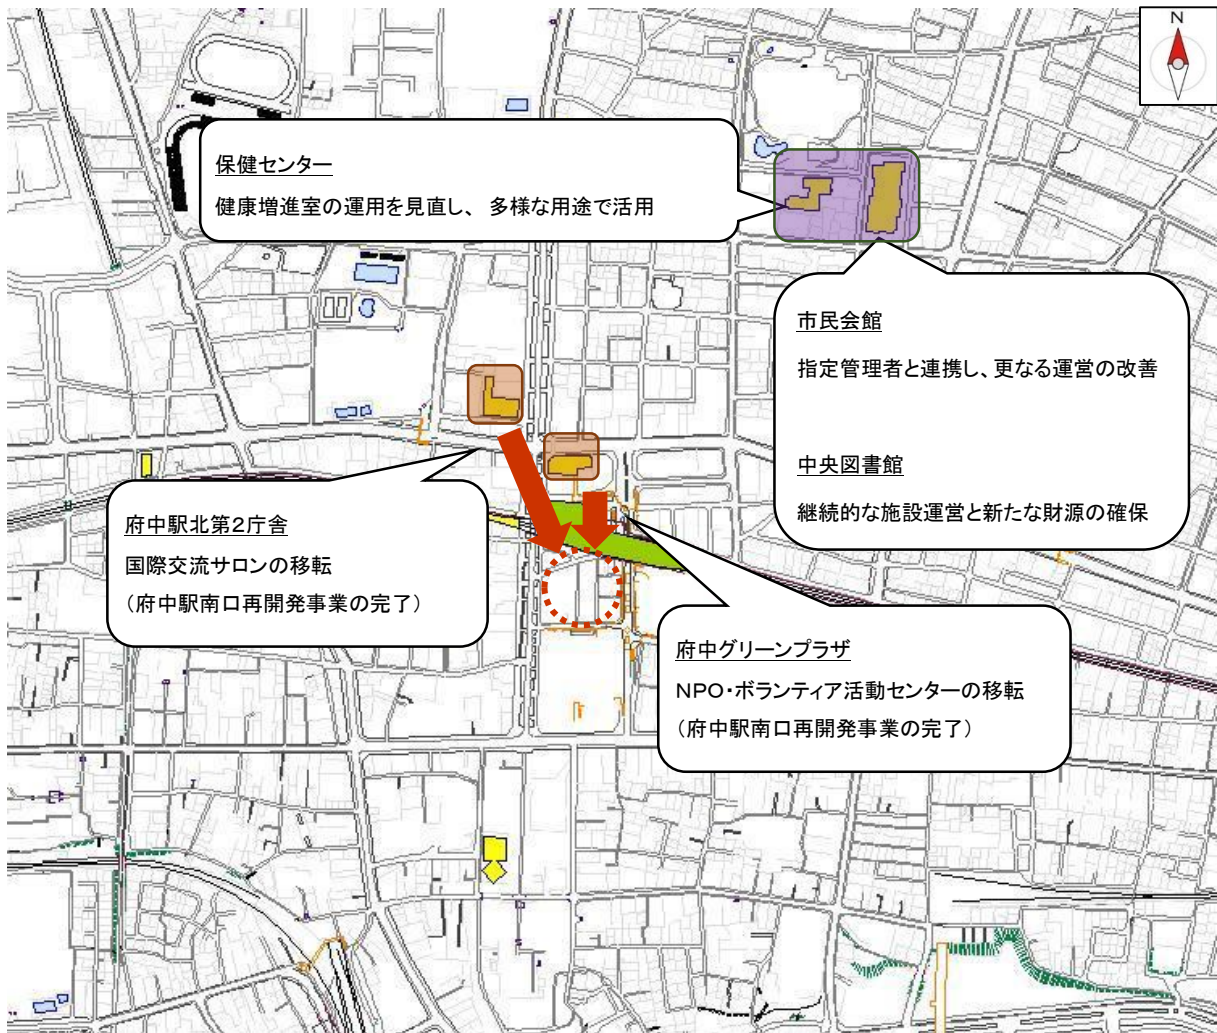 N
保健センター
健康増進室の運用を見直し、 多様な用途で活用
市民会館
指定管理者と連携し、更なる運営の改善
中央図書館
継続的な施設運営と新たな財源の確保
府中駅北第2庁舎
国際交流サロンの移転
(府中駅南口再開発事業の完了)
府中グリーンプラザ
NPO・ボランティア活動センターの移転
(府中駅南口再開発事業の完了)